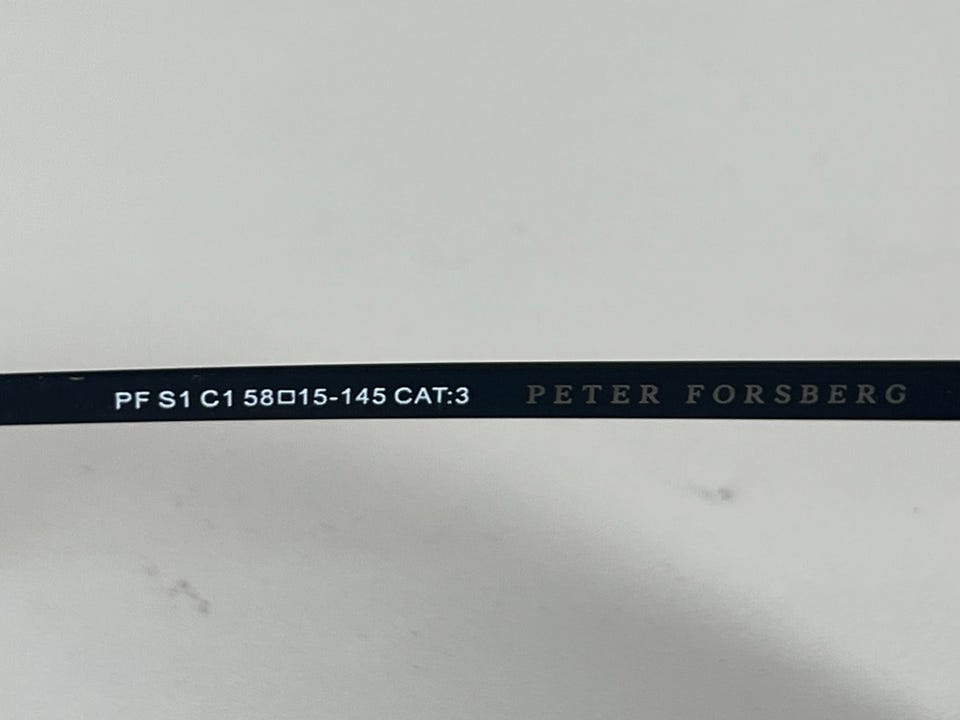 PF S1 C1 58□15-145 CAT:3 PETER FORSBERG